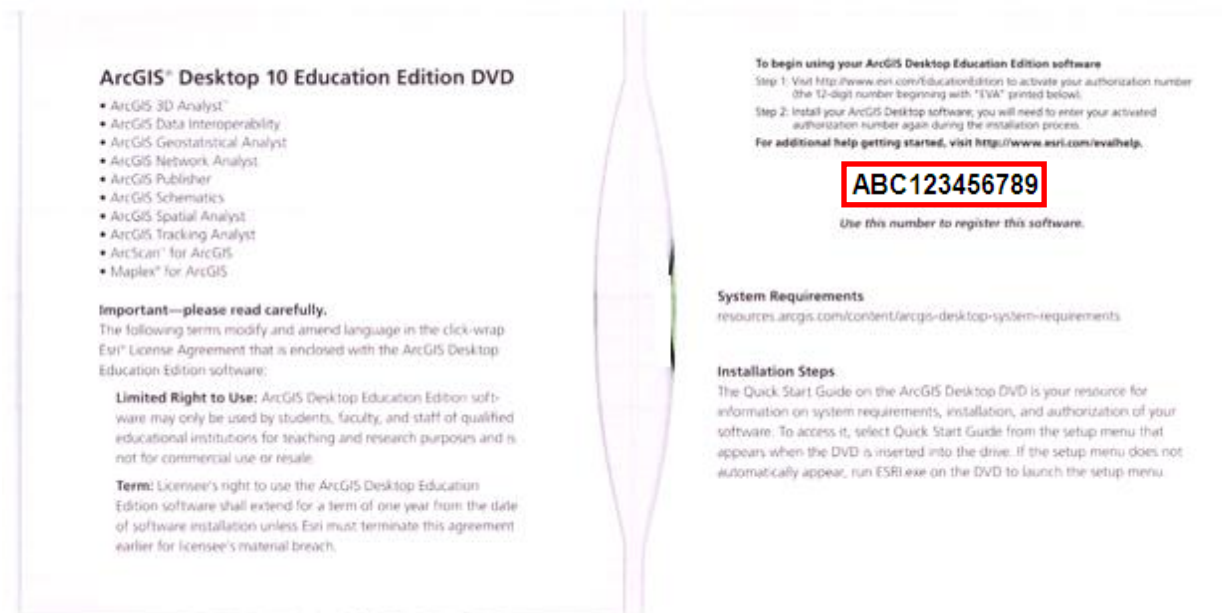 ArcGIS® Desktop 10 Education Edition DVD
• ArcGIS 3D Analyst™
• ArcGIS Data Interoperability
• ArcGIS Geostatistical Analyst
• ArcGIS Network Analyst
• ArcGIS Publisher
• ArcGIS Schematics
• ArcGIS Spatial Analyst
• ArcGIS Tracking Analyst
• ArcScan™ for ArcGIS
• Maplex® for ArcGIS
Important—please read carefully.
The following terms modify and amend language in the click-wrap
Esri® License Agreement that is enclosed with the ArcGIS Desktop
Education Edition software:
Limited Right to Use: ArcGIS Desktop Education Edition soft-
ware may only be used by students, faculty, and staff of qualified
educational institutions for teaching and research purposes and is
not for commercial use or resale.
Term: Licensee's right to use the ArcGIS Desktop Education
Edition software shall extend for a term of one year from the date
of software installation unless Esri must terminate this agreement
earlier for licensee's material breach.
To begin using your ArcGIS Desktop Education Edition software
Step 1: Visit http://www.esri.com/EducationEdition to activate your authorization number
(the 12-digit number beginning with "EVA" printed below).
Step 2: Install your ArcGIS Desktop software; you will need to enter your activated
authorization number again during the installation process.
For additional help getting started, visit http://www.esri.com/evalhelp.
ABC123456789
Use this number to register this software.
System Requirements
resources.arcgis.com/content/arcgis-desktop-system-requirements
Installation Steps
The Quick Start Guide on the ArcGIS Desktop DVD is your resource for
information on system requirements, installation, and authorization of your
software. To access it, select Quick Start Guide from the setup menu that
appears when the DVD is inserted into the drive. If the setup menu does not
automatically appear, run ESRI.exe on the DVD to launch the setup menu.